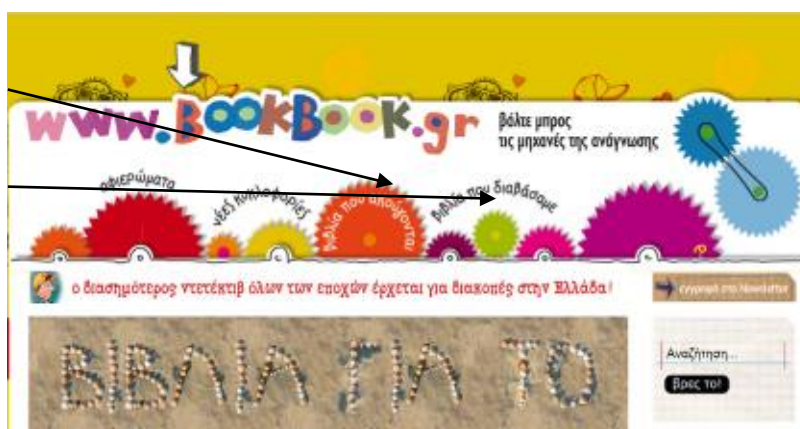 www.BookBook.gr
βάλτε μπρος
τις μηχανές της ανάγνωσης
αφιερώματα
νέες κυκλοφορίες
βιβλία που ακούγονται
βιβλία που διαβάσαμε
ο διασημότερος ντετέκτιβ όλων των εποχών έρχεται για διακοπές στην Ελλάδα!
εγγραφή στο Newsletter
Αναζήτηση...
βρες το!
ΒΙΒΛΙΑ ΓΙΑ ΤΟ